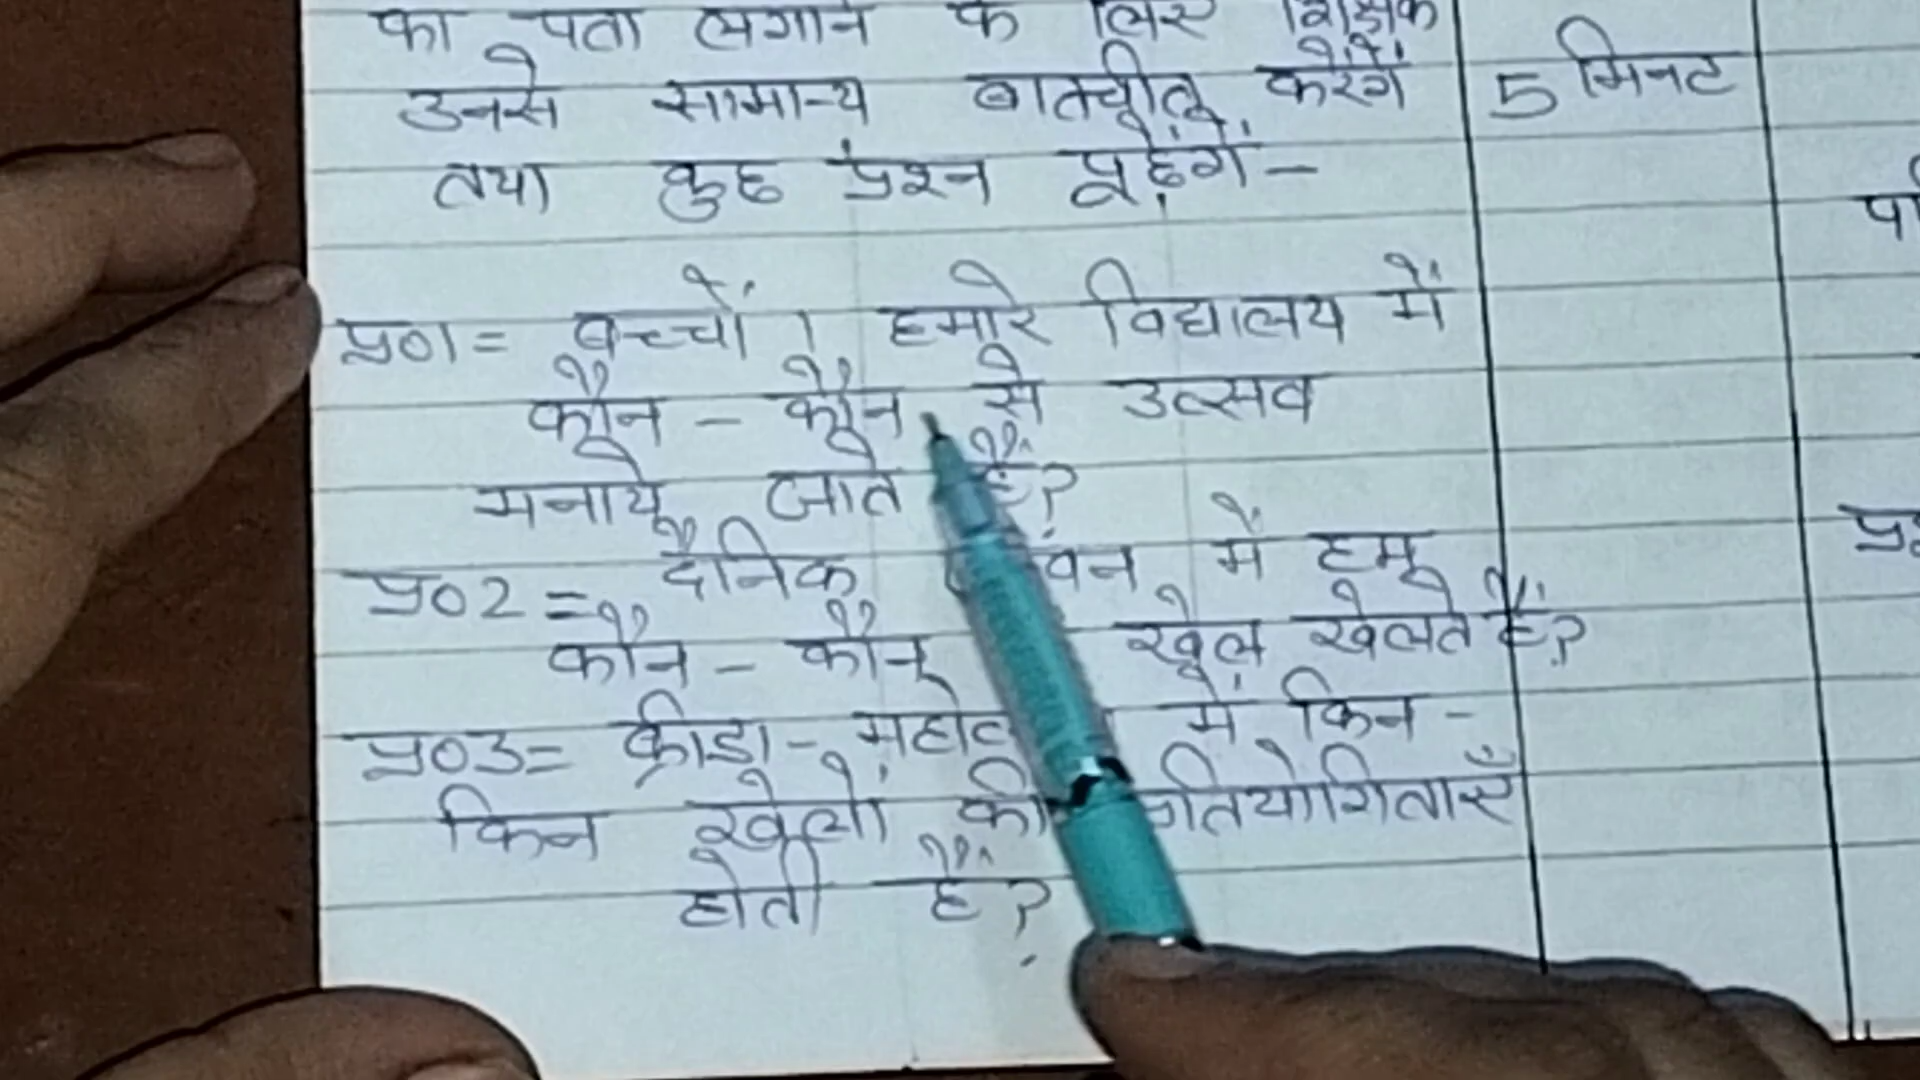 का पता लगाने के लिए शिक्षक
उनसे सामान्य बातचीत करेंगें 5 मिनट
तथा कुछ प्रश्न पूछेंगें-
प्र01= बच्चों। हमारे विद्यालय में
कौन - कौन से उत्सव
मनाये जाते हैं?
प्र02= दैनिक में हम
कौन - कौन खेल खेलते हैं?
प्र03= क्रीडा - में किन -
किन खेलों की प्रतियोगिताएँ
होती हैं?